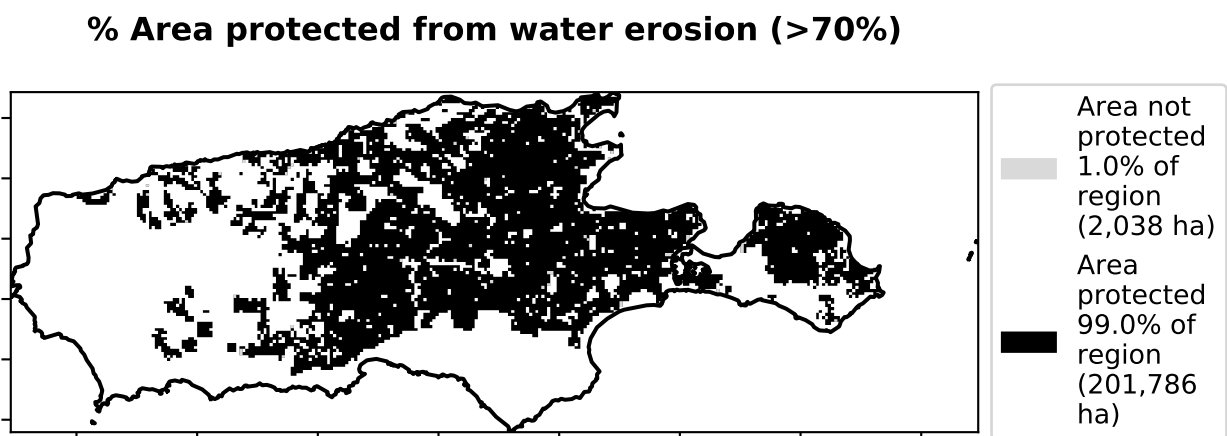 % Area protected from water erosion (>70%)
Area not
protected
1.0% of
region
(2,038 ha)
Area
protected
99.0% of
region
(201,786
ha)